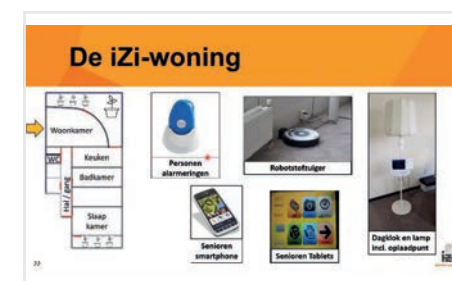 De iZi-woning
Woonkamer
WC
Keuken
Hal / gang
Badkamer
Slaap
kamer
Personen
alarmeringen
Robotstofzuiger
Senioren
smartphone
Senioren Tablets
Dagklok en lamp
incl. oplaadpunt
22